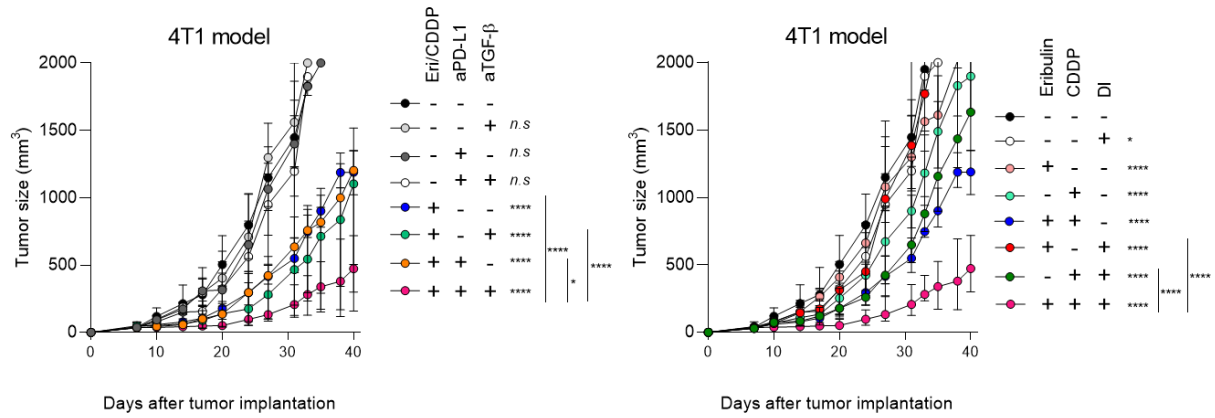 4T1 model
Eri/CDDP
aPD-L1
aTGF-β
Tumor size (mm³)
2000
1500
1000
500
0
0 10 20 30 40
Days after tumor implantation
- - -
- - + n.s
- + - n.s
- + + n.s
+ - - ****
+ - + ****
+ + - ****
+ + + ****
****
*
****
4T1 model
Eribulin
CDDP
DI
Tumor size (mm³)
2000
1500
1000
500
0
0 10 20 30 40
Days after tumor implantation
- - -
- - + *
+ - - ****
- + - ****
+ + - ****
+ - + ****
- + + ****
+ + + ****
****
****